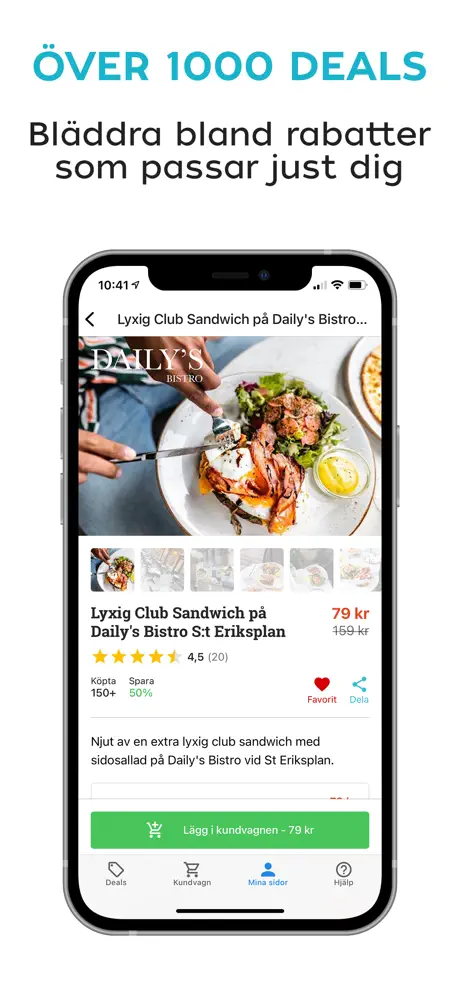 ÖVER 1000 DEALS
Bläddra bland rabatter
som passar just dig
10:41
Lyxig Club Sandwich på Daily's Bistro...
DAILY'S
BISTRO
Lyxig Club Sandwich på
Daily's Bistro S:t Eriksplan
79 kr
159 kr
4,5 (20)
Köpta
150+
Spara
50%
Favorit
Dela
Njut av en extra lyxig club sandwich med
sidosallad på Daily's Bistro vid St Eriksplan.
Lägg i kundvagnen - 79 kr
Deals
Kundvagn
Mina sidor
Hjälp